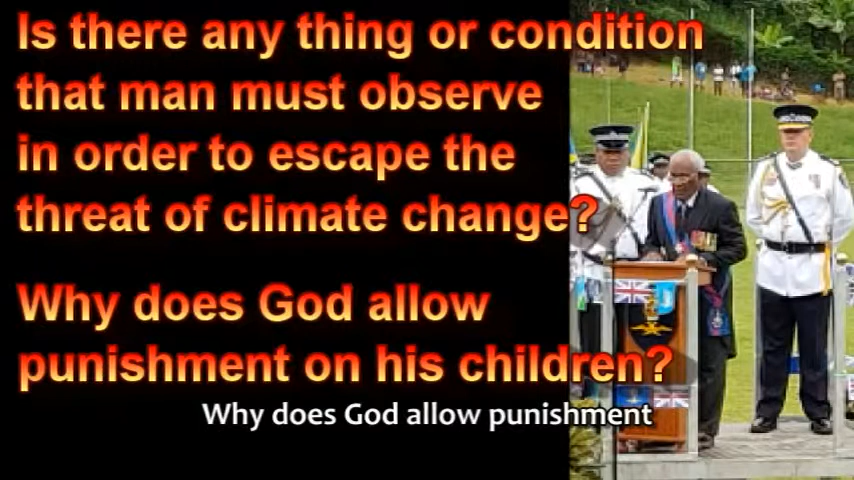 Is there any thing or condition
that man must observe
in order to escape the
threat of climate change?
Why does God allow
punishment on his children?
Why does God allow punishment